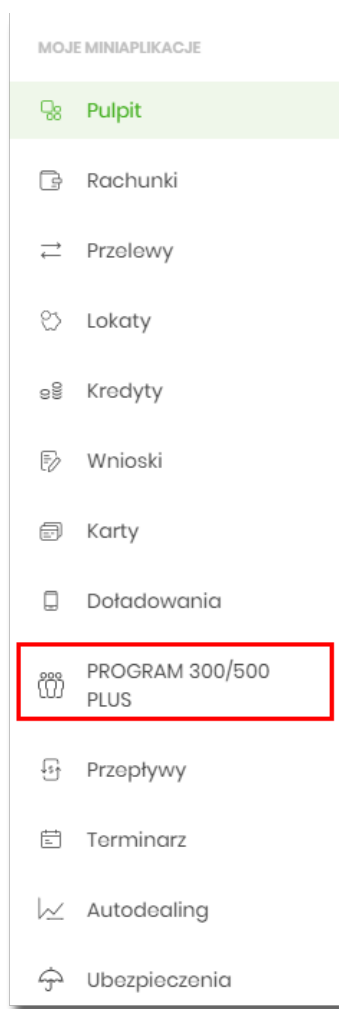 MOJE MINIAPLIKACJE
Pulpit
Rachunki
Przelewy
Lokaty
Kredyty
Wnioski
Karty
Doładowania
PROGRAM 300/500
PLUS
Przepływy
Terminarz
Autodealing
Ubezpieczenia